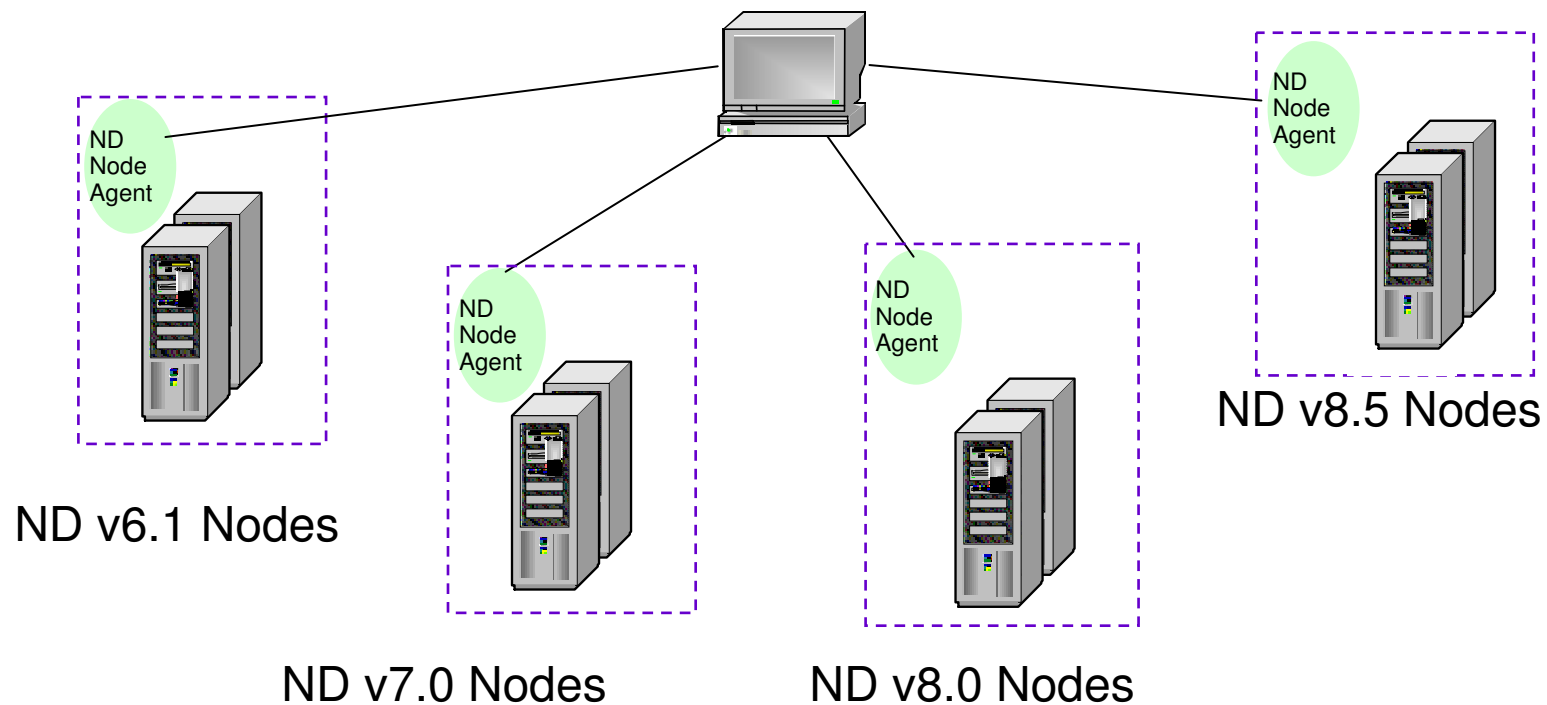 ND
Node
Agent
ND v6.1 Nodes
ND
Node
Agent
ND v7.0 Nodes
ND
Node
Agent
ND v8.0 Nodes
ND
Node
Agent
ND v8.5 Nodes